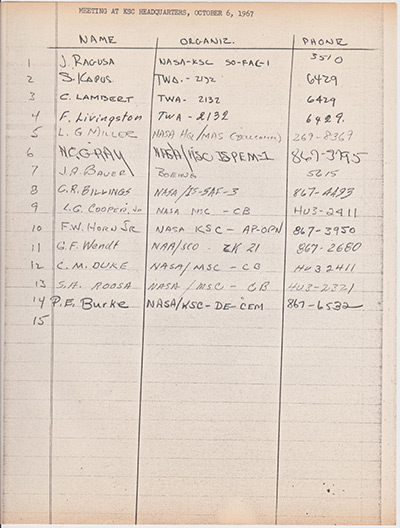 MEETING AT KSC HEADQUARTERS, OCTOBER 6, 1967
NAME ORGANIZ. PHONE
1 J. RAGUSA NASA-KSC SO-FAC-1 3510
2 S. KAPUS TWA.- 2132 6429
3 C. LAMBERT TWA- 2132 6429
4 F. Livingston TWA - 2132 6429
5 L. G MILLER NASA HQ/MAS 269-8369
6 N.C. GRAY NASA/KSC 867-3795
7 J.A. BAUER BOEING 5615
8 C.R. BILLINGS NASA/IS-SAF-3 867-4493
9 L.G. COOPER, Jr NASA MSC - CB HU3-2411
10 F.W. HORN JR. NASA KSC - AP-OPN 867-3950
11 G.F. Wendt NAA/SCO ZK 21 867-2680
12 C. M. DUKE NASA/MSC - CB HU3 2411
13 S.A. ROOSA NASA/MSC - CB HU3-2321
14 P.E. Burke NASA/KSC-DE-CEM 867-6532
15